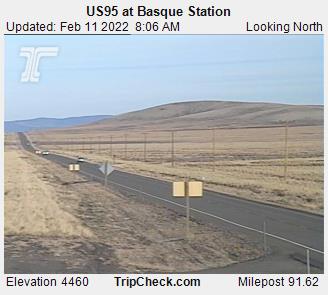 US95 at Basque Station
Updated: Feb 11 2022 8:06 AM Looking North
Elevation 4460 TripCheck.com Milepost 91.62